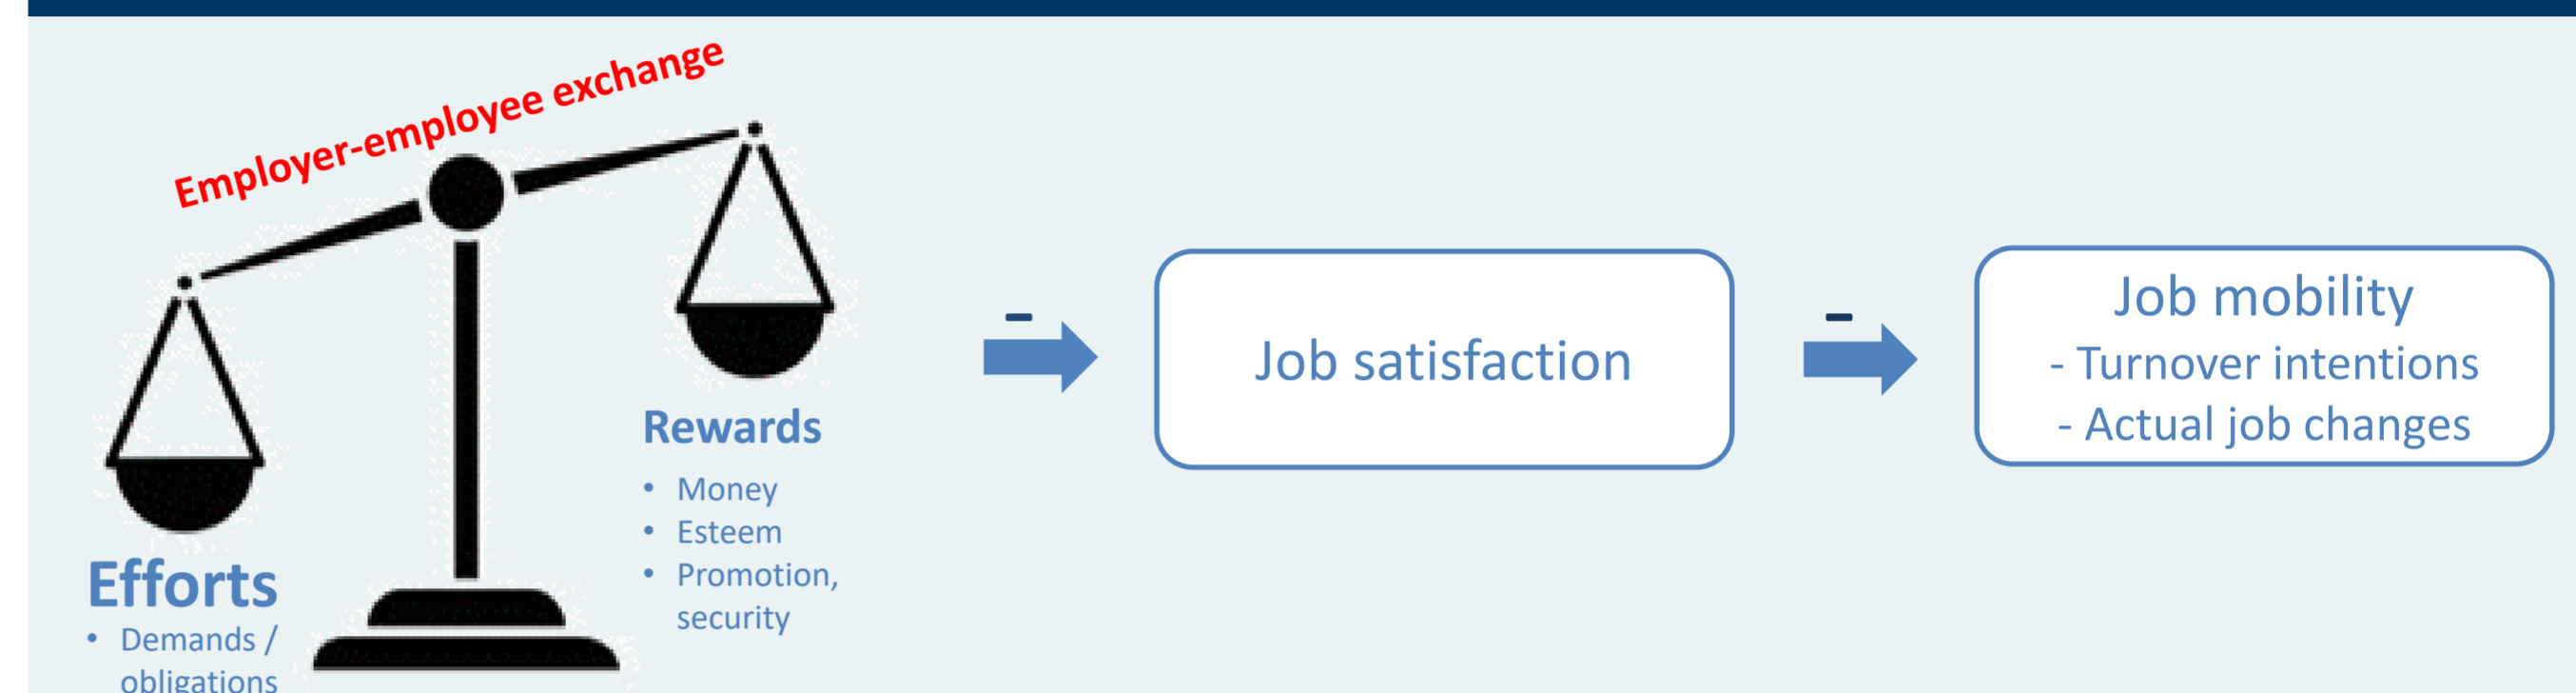 Employer-employee exchange
Efforts
• Demands /
obligations
Rewards
• Money
• Esteem
• Promotion,
security
-
Job satisfaction
-
Job mobility
- Turnover intentions
- Actual job changes